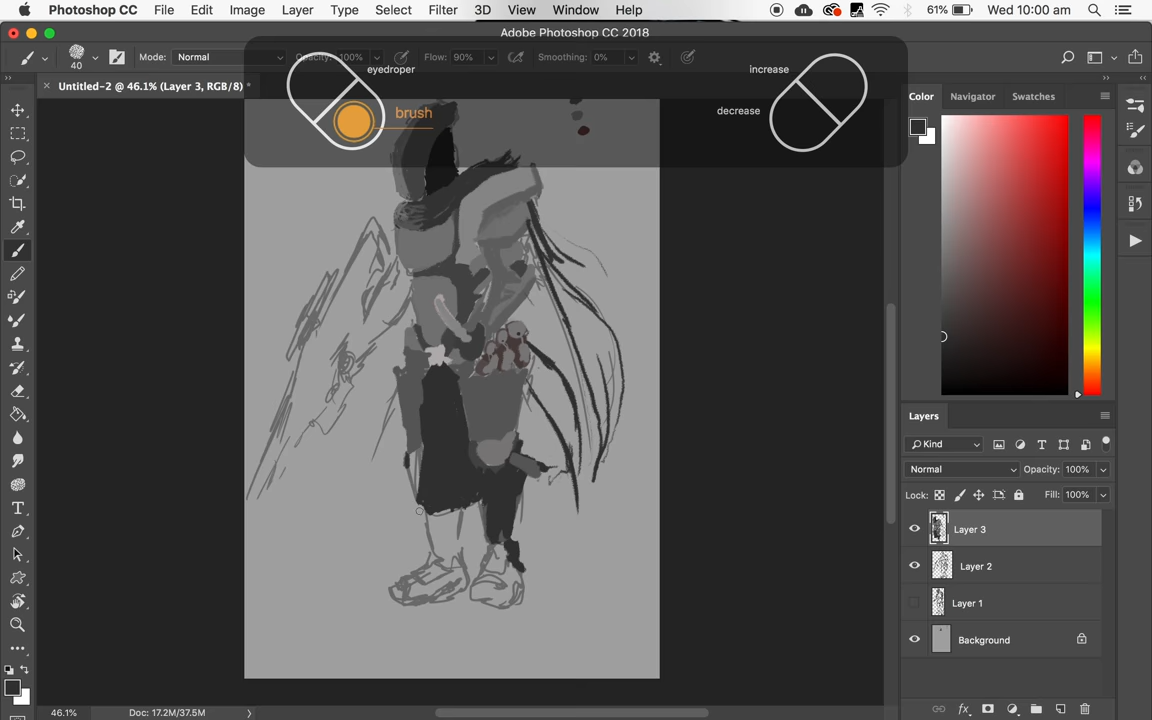 Photoshop CC File Edit Image Layer Type Select Filter 3D View Window Help 61% Wed 10:00 am
Adobe Photoshop CC 2018
40 Mode: Normal Opacity: 100% Flow: 90% Smoothing: 0%
eyedroper
brush
increase
decrease
Untitled-2 @ 46.1% (Layer 3, RGB/8) *
Color Navigator Swatches
Layers
Kind
Normal Opacity: 100%
Lock: Fill: 100%
Layer 3
Layer 2
Layer 1
Background
fx
46.1% Doc: 17.2M/37.5M